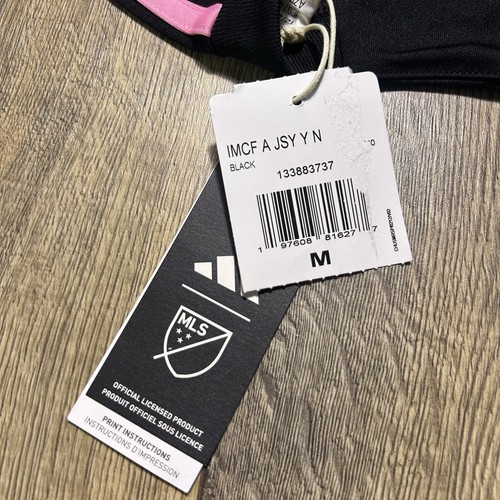 IMCF A JSY Y N
BLACK
133883737
1 97608 81627 7
M
MLS
OFFICIAL LICENSED PRODUCT
PRODUIT OFFICIEL SOUS LICENCE
PRINT INSTRUCTIONS
INSTRUCTIONS D'IMPRESSION